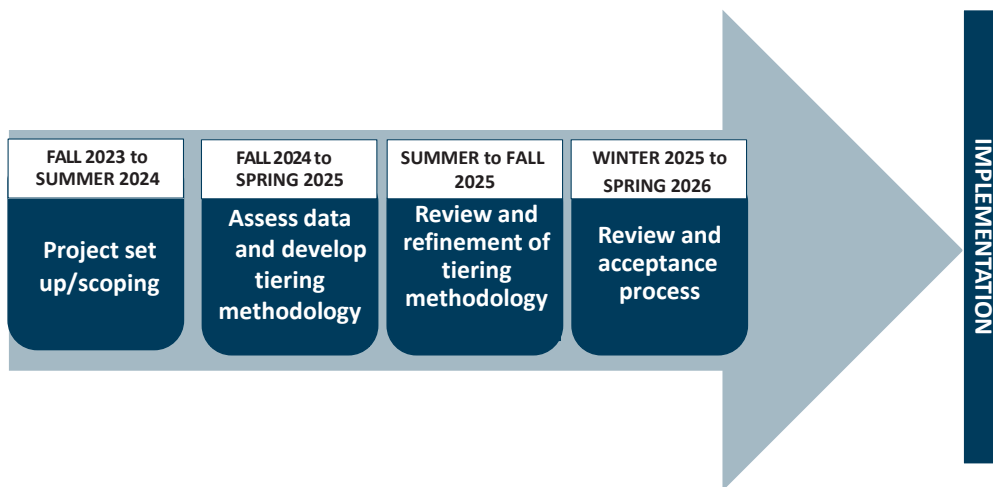 FALL 2023 to
SUMMER 2024
Project set
up/scoping
FALL 2024 to
SPRING 2025
Assess data
and develop
tiering
methodology
SUMMER to FALL
2025
Review and
refinement of
tiering
methodology
WINTER 2025 to
SPRING 2026
Review and
acceptance
process
IMPLEMENTATION